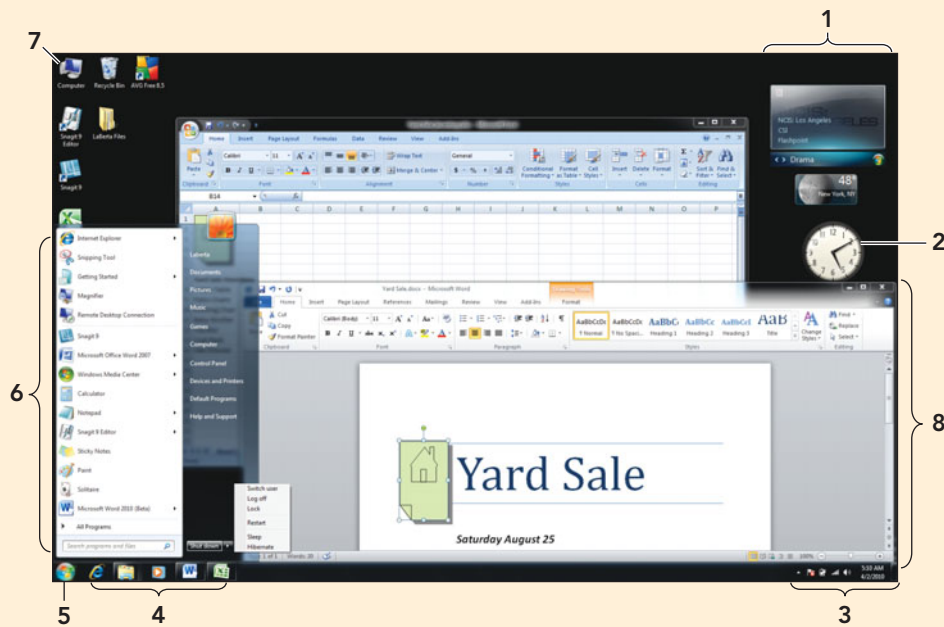 1
7
Computer Recycle Bin AVG Free 8.5
Snagit 9 Editor LaBerta Files
Snagit 9
NCIS: Los Angeles
CSI
Flashpoint
Drama
48°
New York, NY
2
Home Insert Page Layout Formulas Data Review View Add-Ins
Calibri 11 Wrap Text General
Paste B I U Merge & Center $ % , Conditional Formatting Format as Table Cell Styles Insert Delete Format Sort & Filter Find & Select
Clipboard Font Alignment Number Styles Cells Editing
B14
A B C D E F G H I J K L M N O P
1
6
Internet Explorer
Snipping Tool
Getting Started
Magnifier
Remote Desktop Connection
Snagit 9
Microsoft Office Word 2007
Windows Media Center
Calculator
Notepad
Snagit 9 Editor
Sticky Notes
Paint
Solitaire
Microsoft Word 2010 (Beta)
All Programs
Search programs and files
LaBerta
Documents
Pictures
Music
Games
Computer
Control Panel
Devices and Printers
Default Programs
Help and Support
Shut down
Switch user
Log off
Lock
Restart
Sleep
Hibernate
Yard Sale.docx - Microsoft Word Drawing Tools
Home Insert Page Layout References Mailings Review View Add-Ins Format
Cut
Copy
Format Painter
Calibri (Body) 11
B I U abc
AaBbCcDc AaBbCcDc AaBbC AaBbCc AaBbCcI AaB
Normal No Spaci... Heading 1 Heading 2 Heading 3 Title
Change Styles
Find
Replace
Select
Clipboard Font Paragraph Styles Editing
8
Yard Sale
Saturday August 25
1 of 1 Words: 35 100%
5:10 AM
4/2/2010
5
4
3